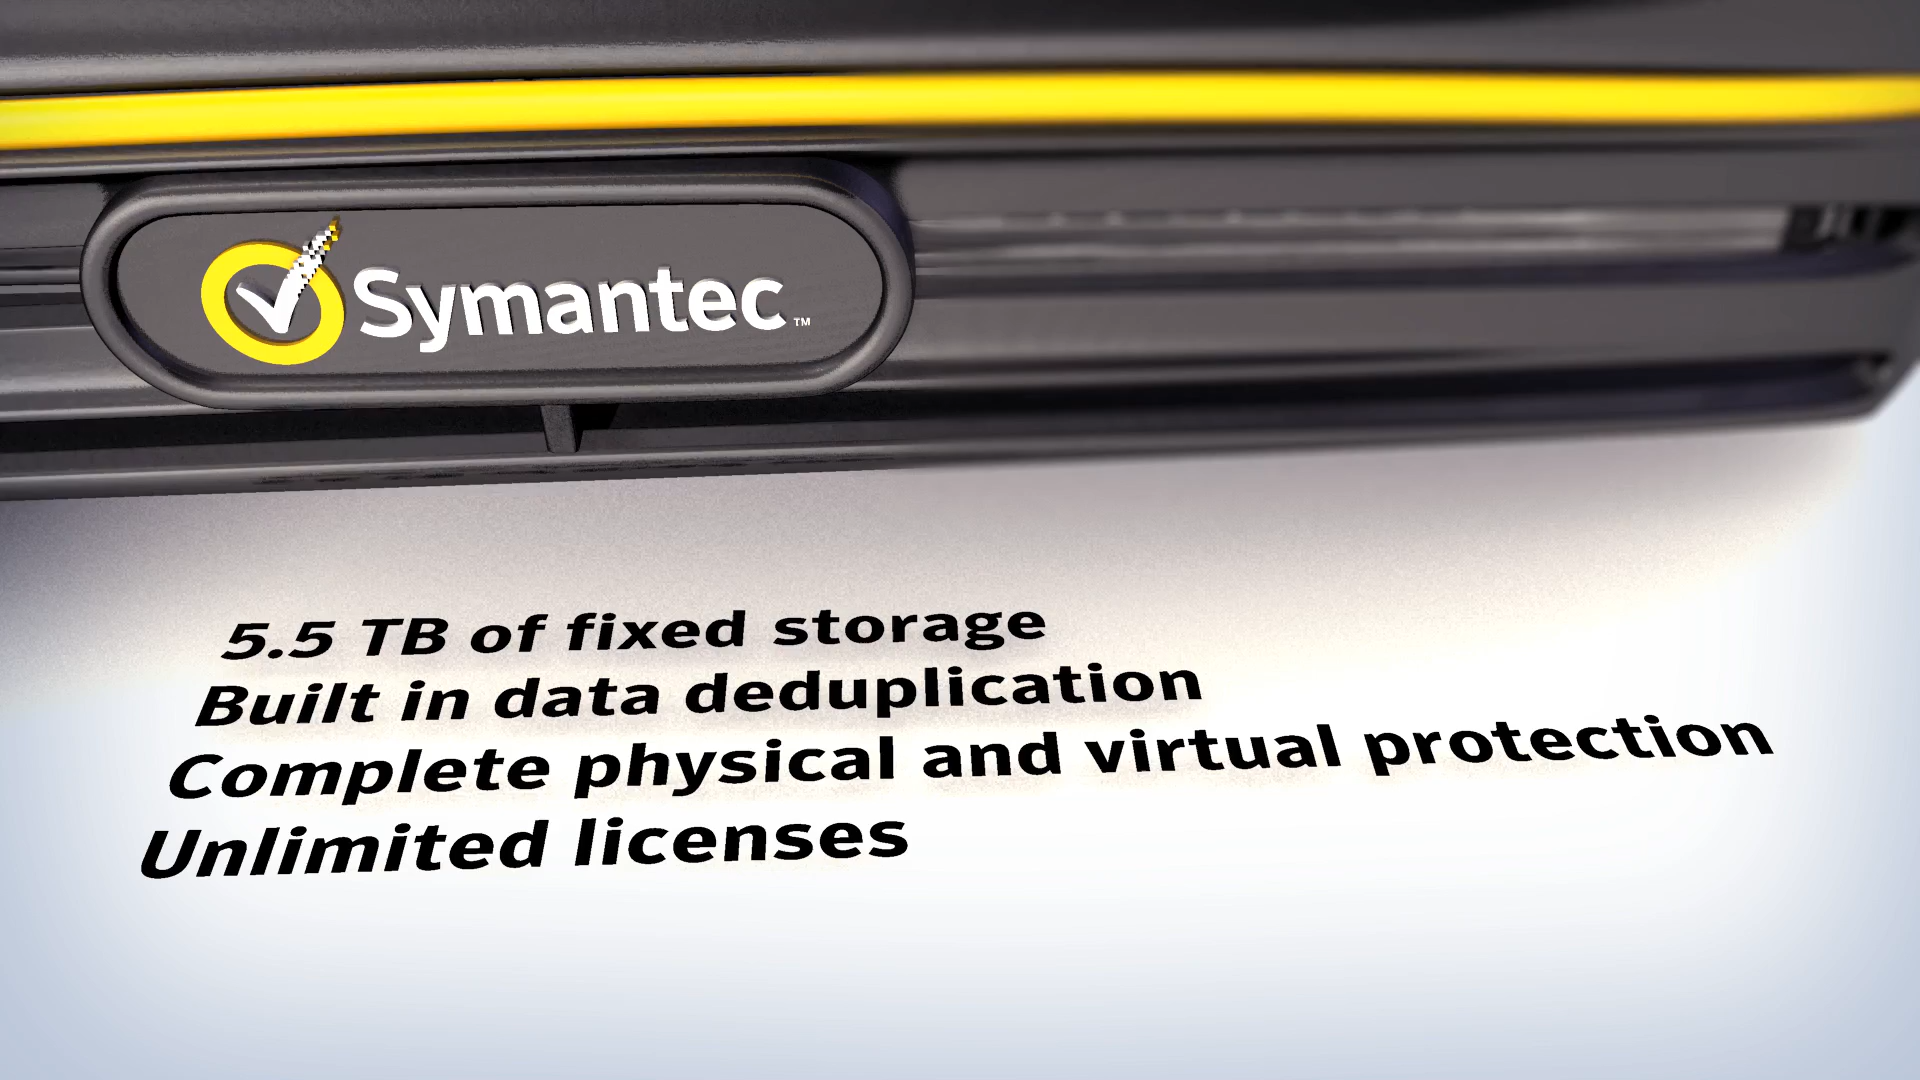 Symantec™
5.5 TB of fixed storage
Built in data deduplication
Complete physical and virtual protection
Unlimited licenses